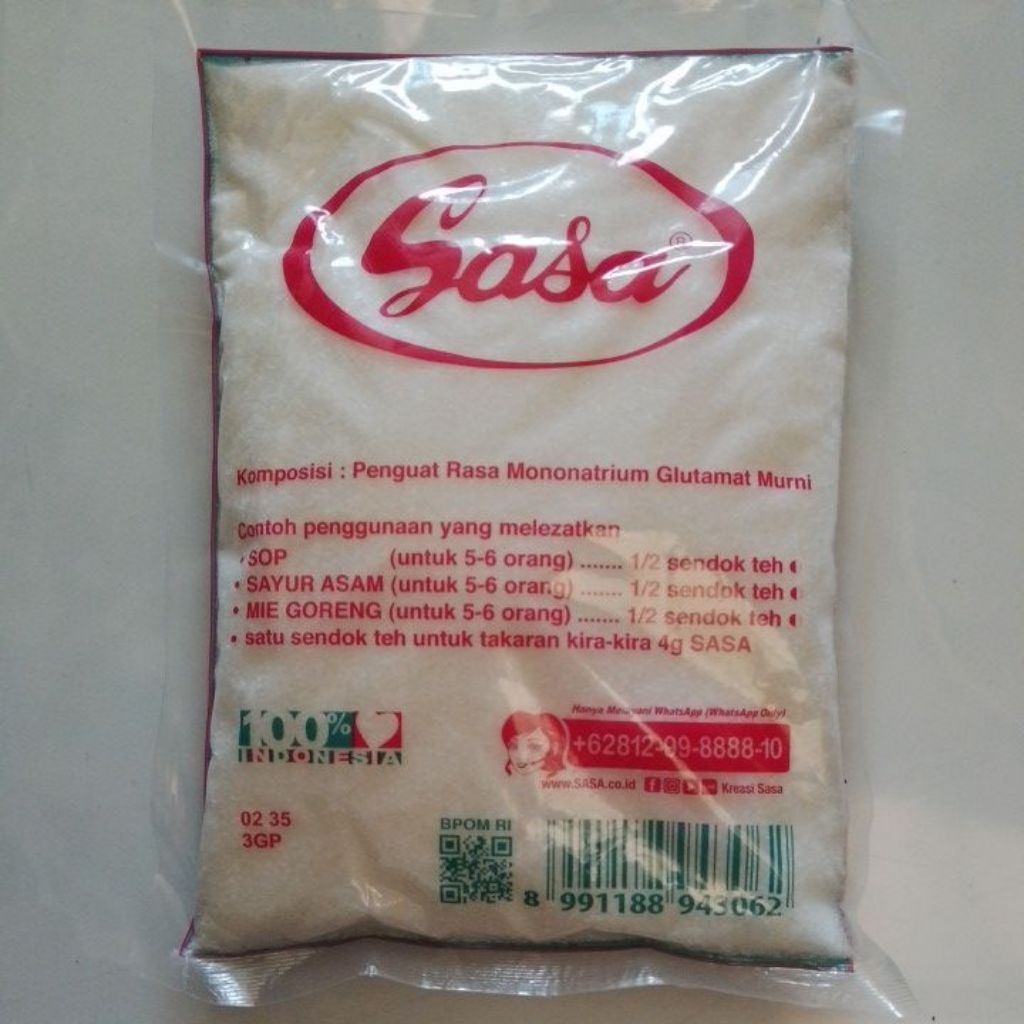 Sasa®
Komposisi : Penguat Rasa Mononatrium Glutamat Murni
Contoh penggunaan yang melezatkan
• SOP (untuk 5-6 orang) ....... 1/2 sendok teh
• SAYUR ASAM (untuk 5-6 orang) ....... 1/2 sendok teh
• MIE GORENG (untuk 5-6 orang) ....... 1/2 sendok teh
• satu sendok teh untuk takaran kira-kira 4g SASA
100%
INDONESIA
Hanya Melayani WhatsApp (WhatsApp Only)
+62812-99-8888-10
www.SASA.co.id Kreasi Sasa
02 35
3GP
BPOM RI
8 991188 943062